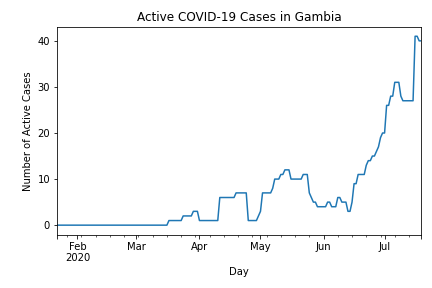 Active COVID-19 Cases in Gambia
40
30
20
10
0
Number of Active Cases
Feb Mar Apr May Jun Jul
2020
Day